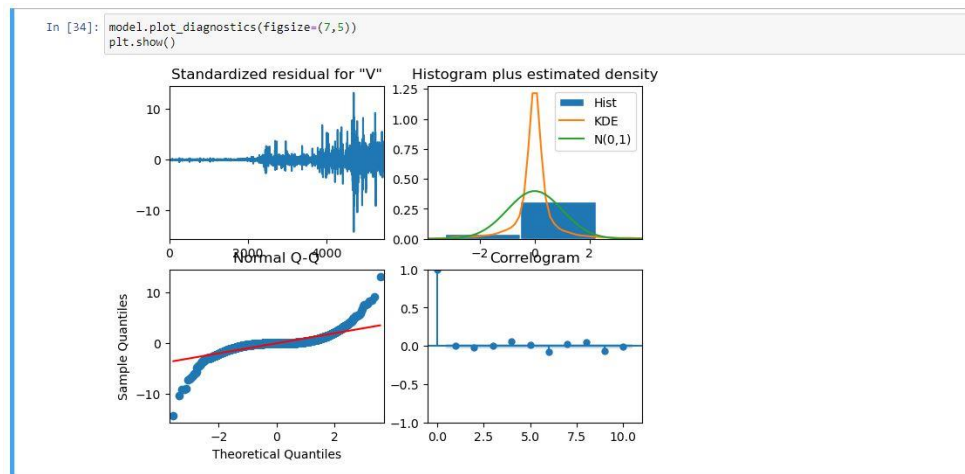 In [34]: model.plot_diagnostics(figsize=(7,5))
plt.show()
Standardized residual for "V"
10
0
−10
0
2000
4000
Histogram plus estimated density
1.25
1.00
0.75
0.50
0.25
0.00
−2
0
2
Hist
KDE
N(0,1)
Normal Q-Q
Sample Quantiles
10
0
−10
−2
0
2
Theoretical Quantiles
Correlogram
1.0
0.5
0.0
−0.5
−1.0
0.0
2.5
5.0
7.5
10.0